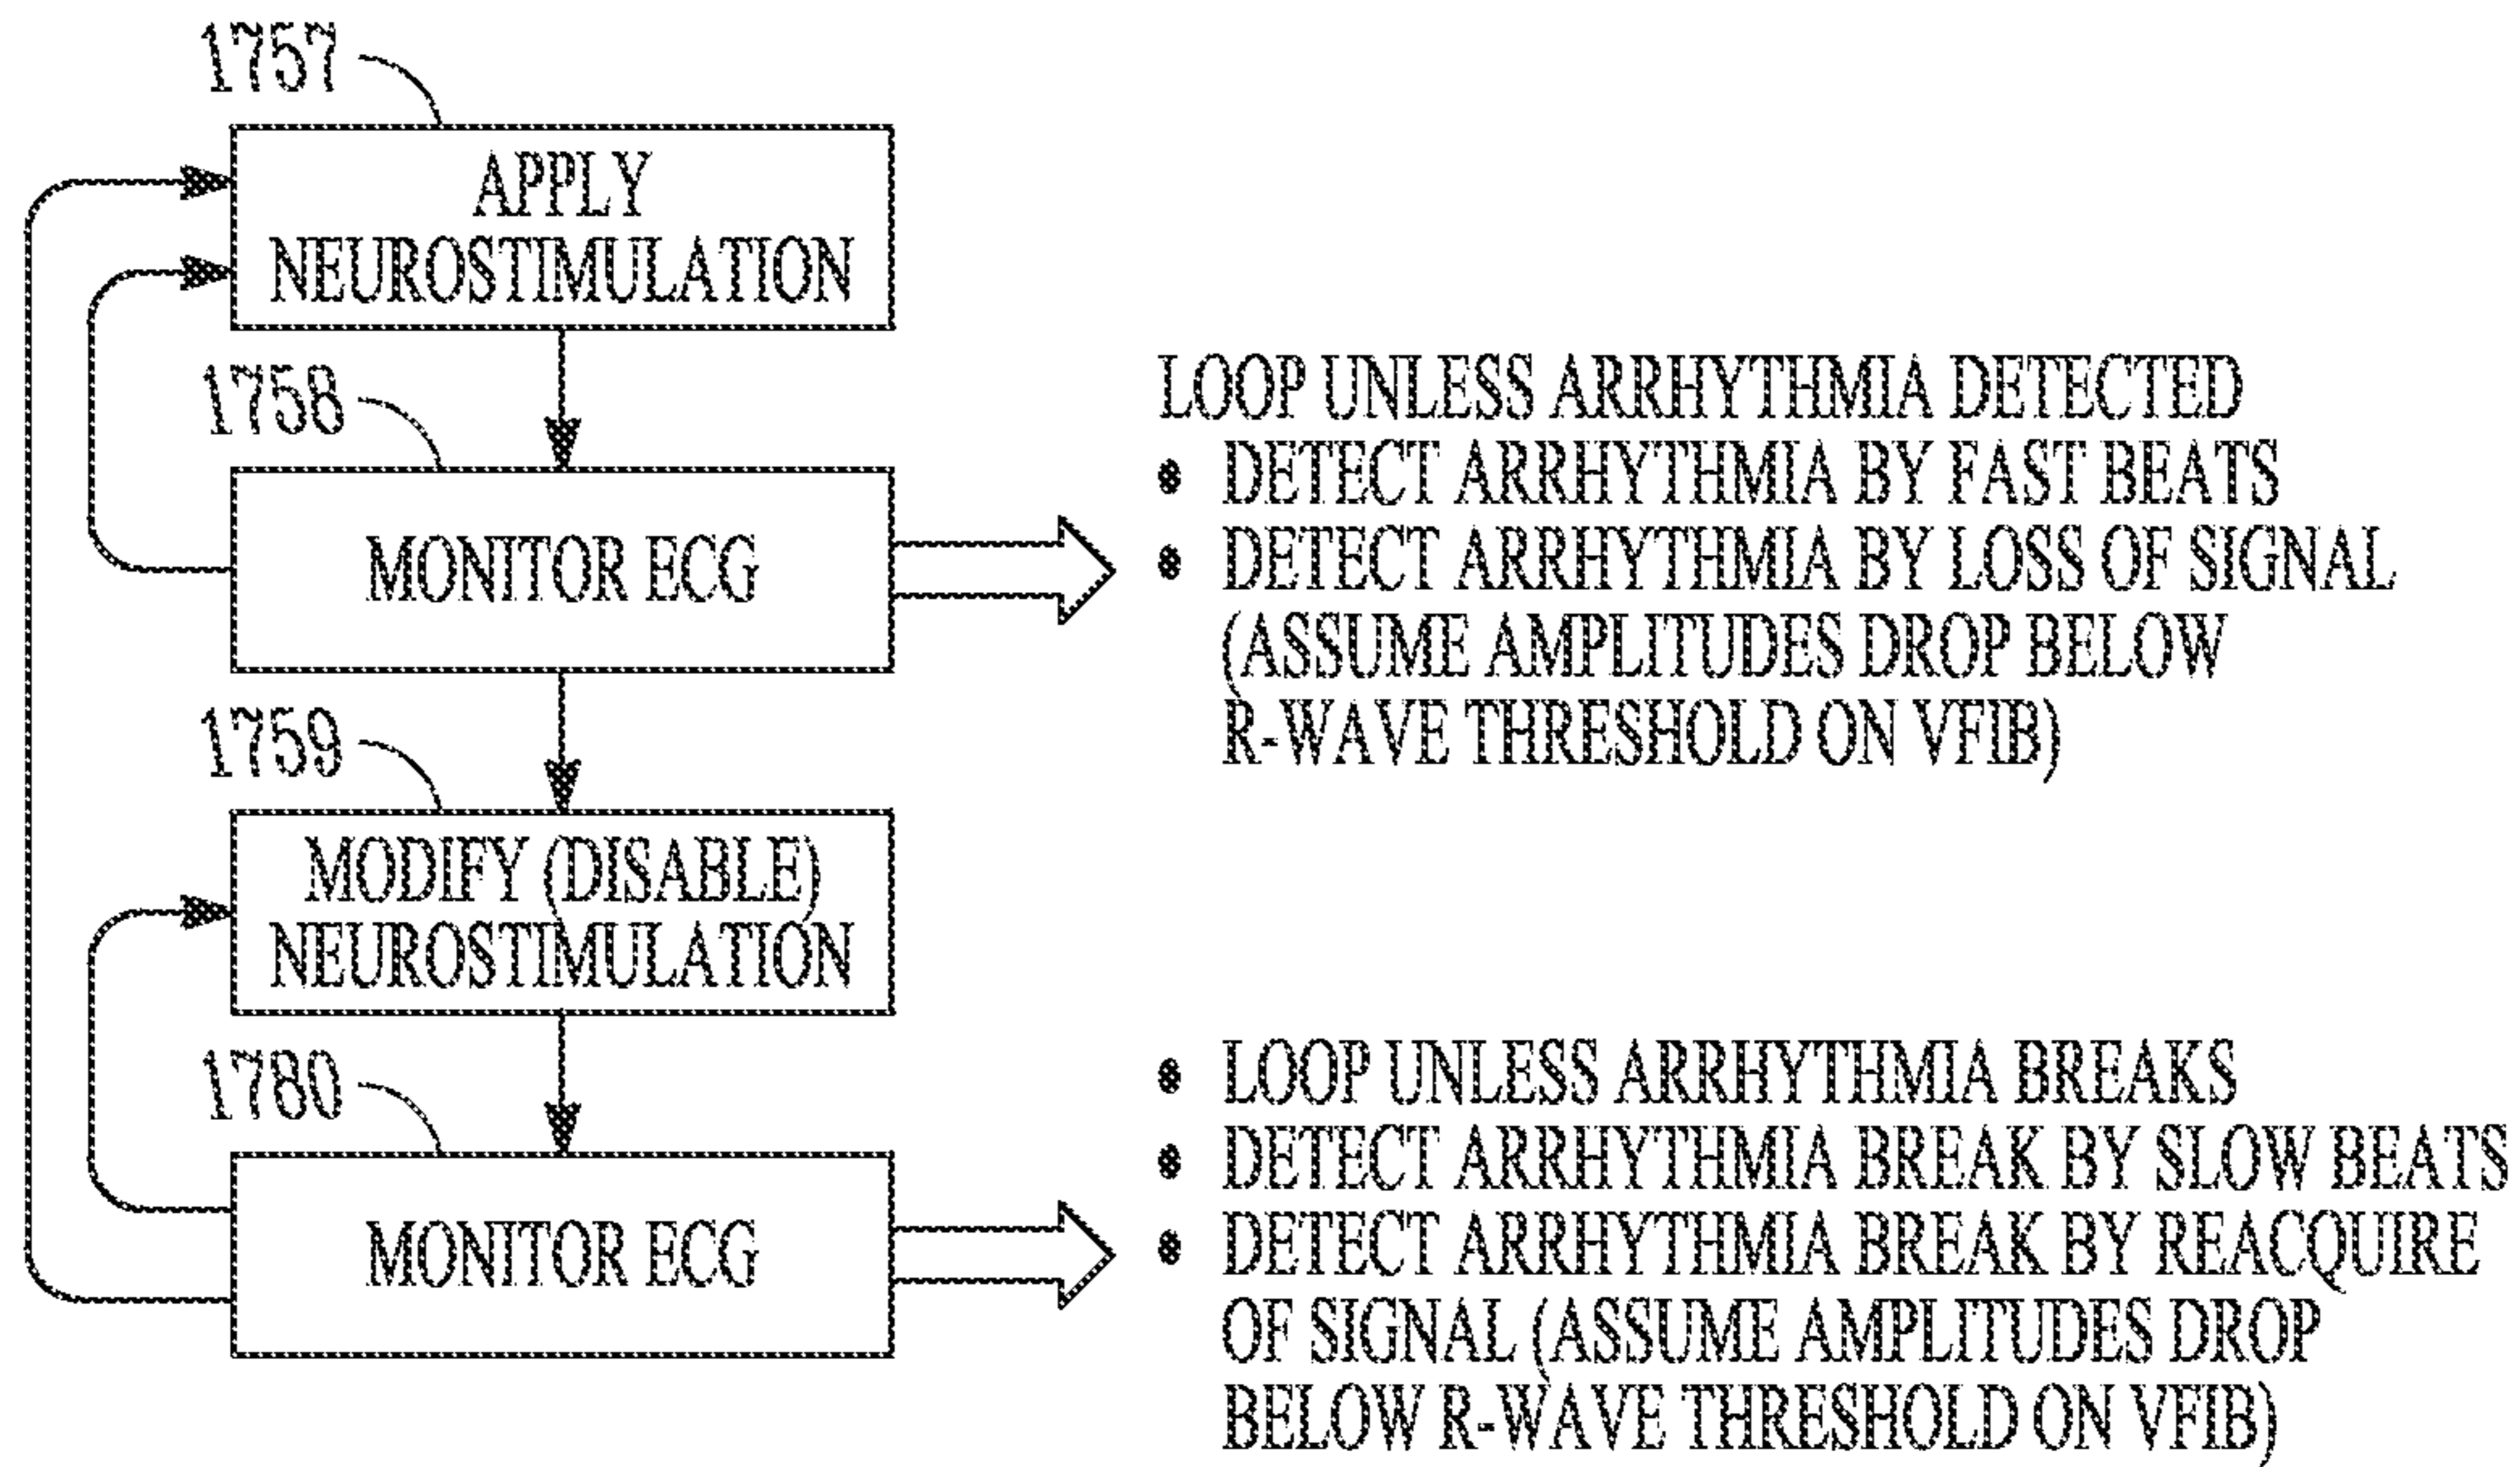 1757
APPLY
NEUROSTIMULATION
1758
MONITOR ECG
LOOP UNLESS ARRHYTHMIA DETECTED
• DETECT ARRHYTHMIA BY FAST BEATS
• DETECT ARRHYTHMIA BY LOSS OF SIGNAL
(ASSUME AMPLITUDES DROP BELOW
R-WAVE THRESHOLD ON VFIB)
1759
MODIFY (DISABLE)
NEUROSTIMULATION
1780
MONITOR ECG
• LOOP UNLESS ARRHYTHMIA BREAKS
• DETECT ARRHYTHMIA BREAK BY SLOW BEATS
• DETECT ARRHYTHMIA BREAK BY REACQUIRE
OF SIGNAL (ASSUME AMPLITUDES DROP
BELOW R-WAVE THRESHOLD ON VFIB)